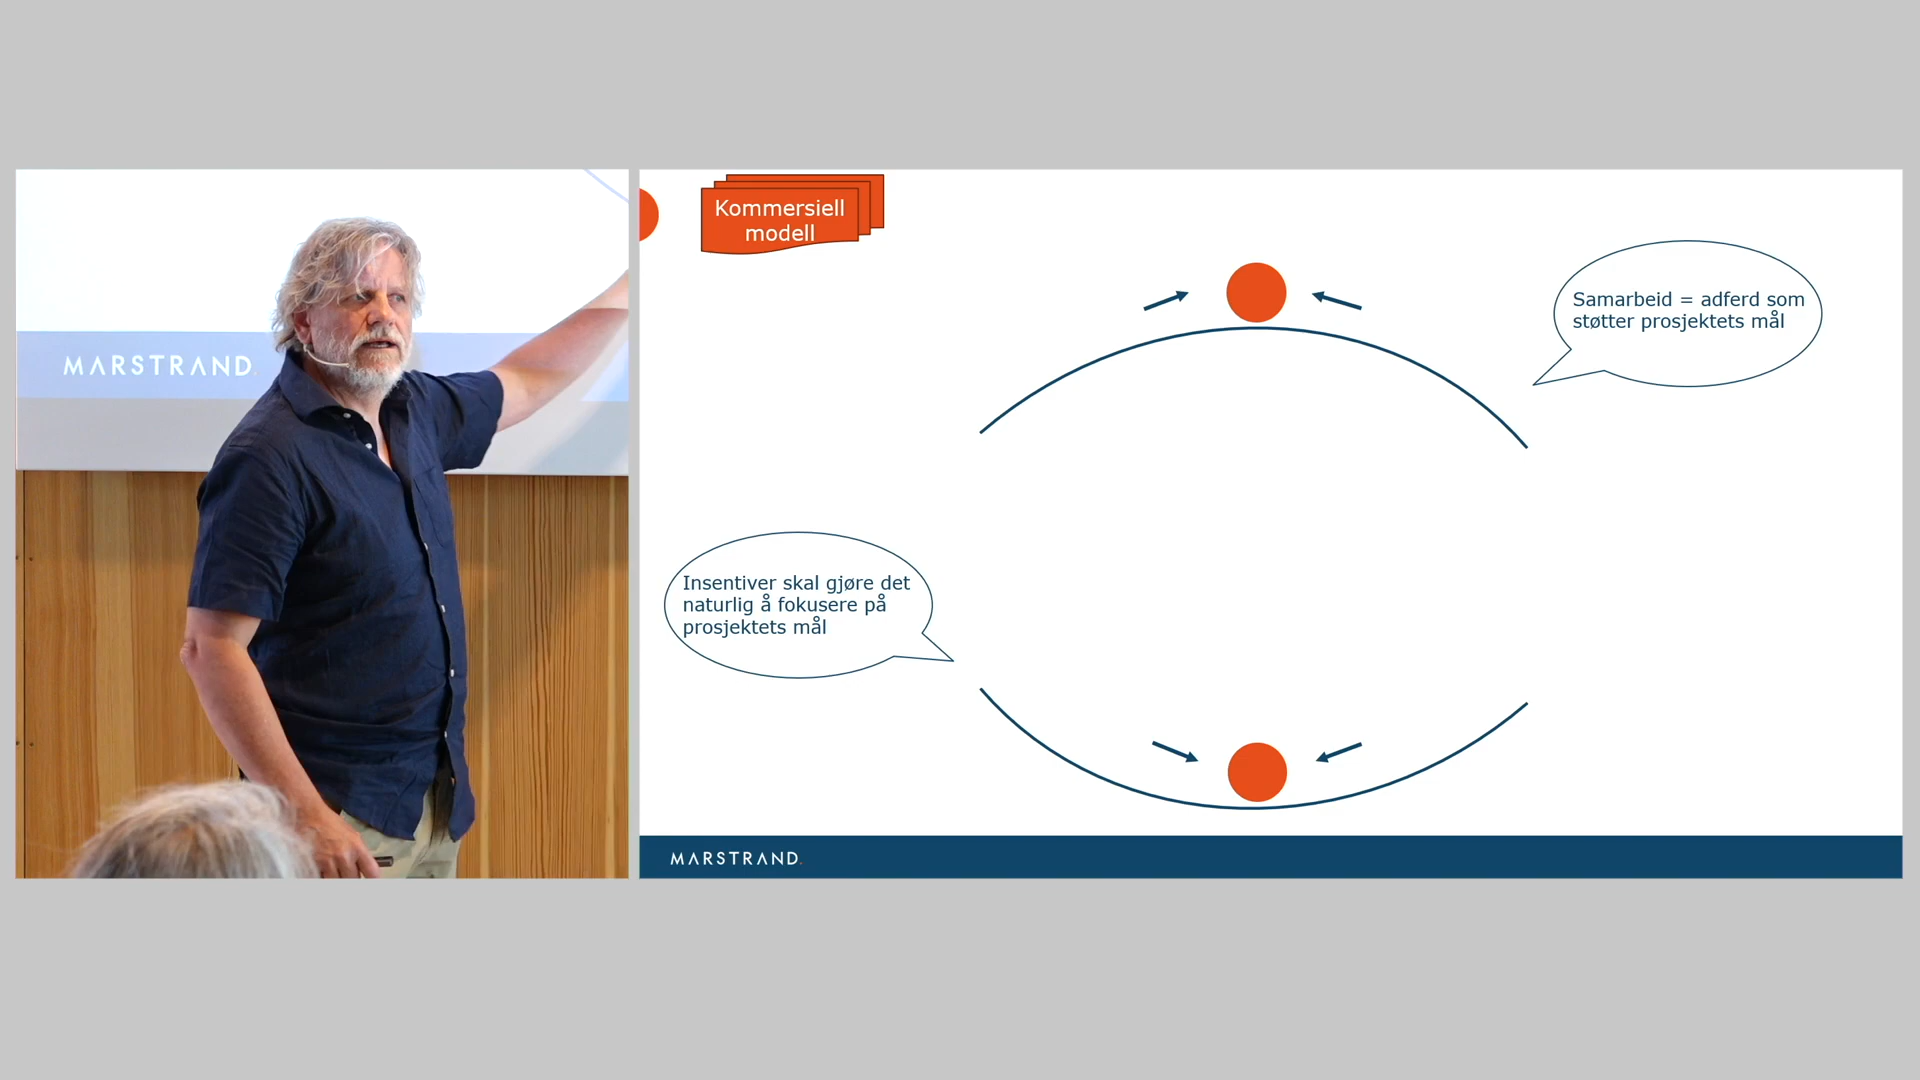 MARSTRAND.
Kommersiell
modell
Samarbeid = adferd som
støtter prosjektets mål
Insentiver skal gjøre det
naturlig å fokusere på
prosjektets mål
MARSTRAND.